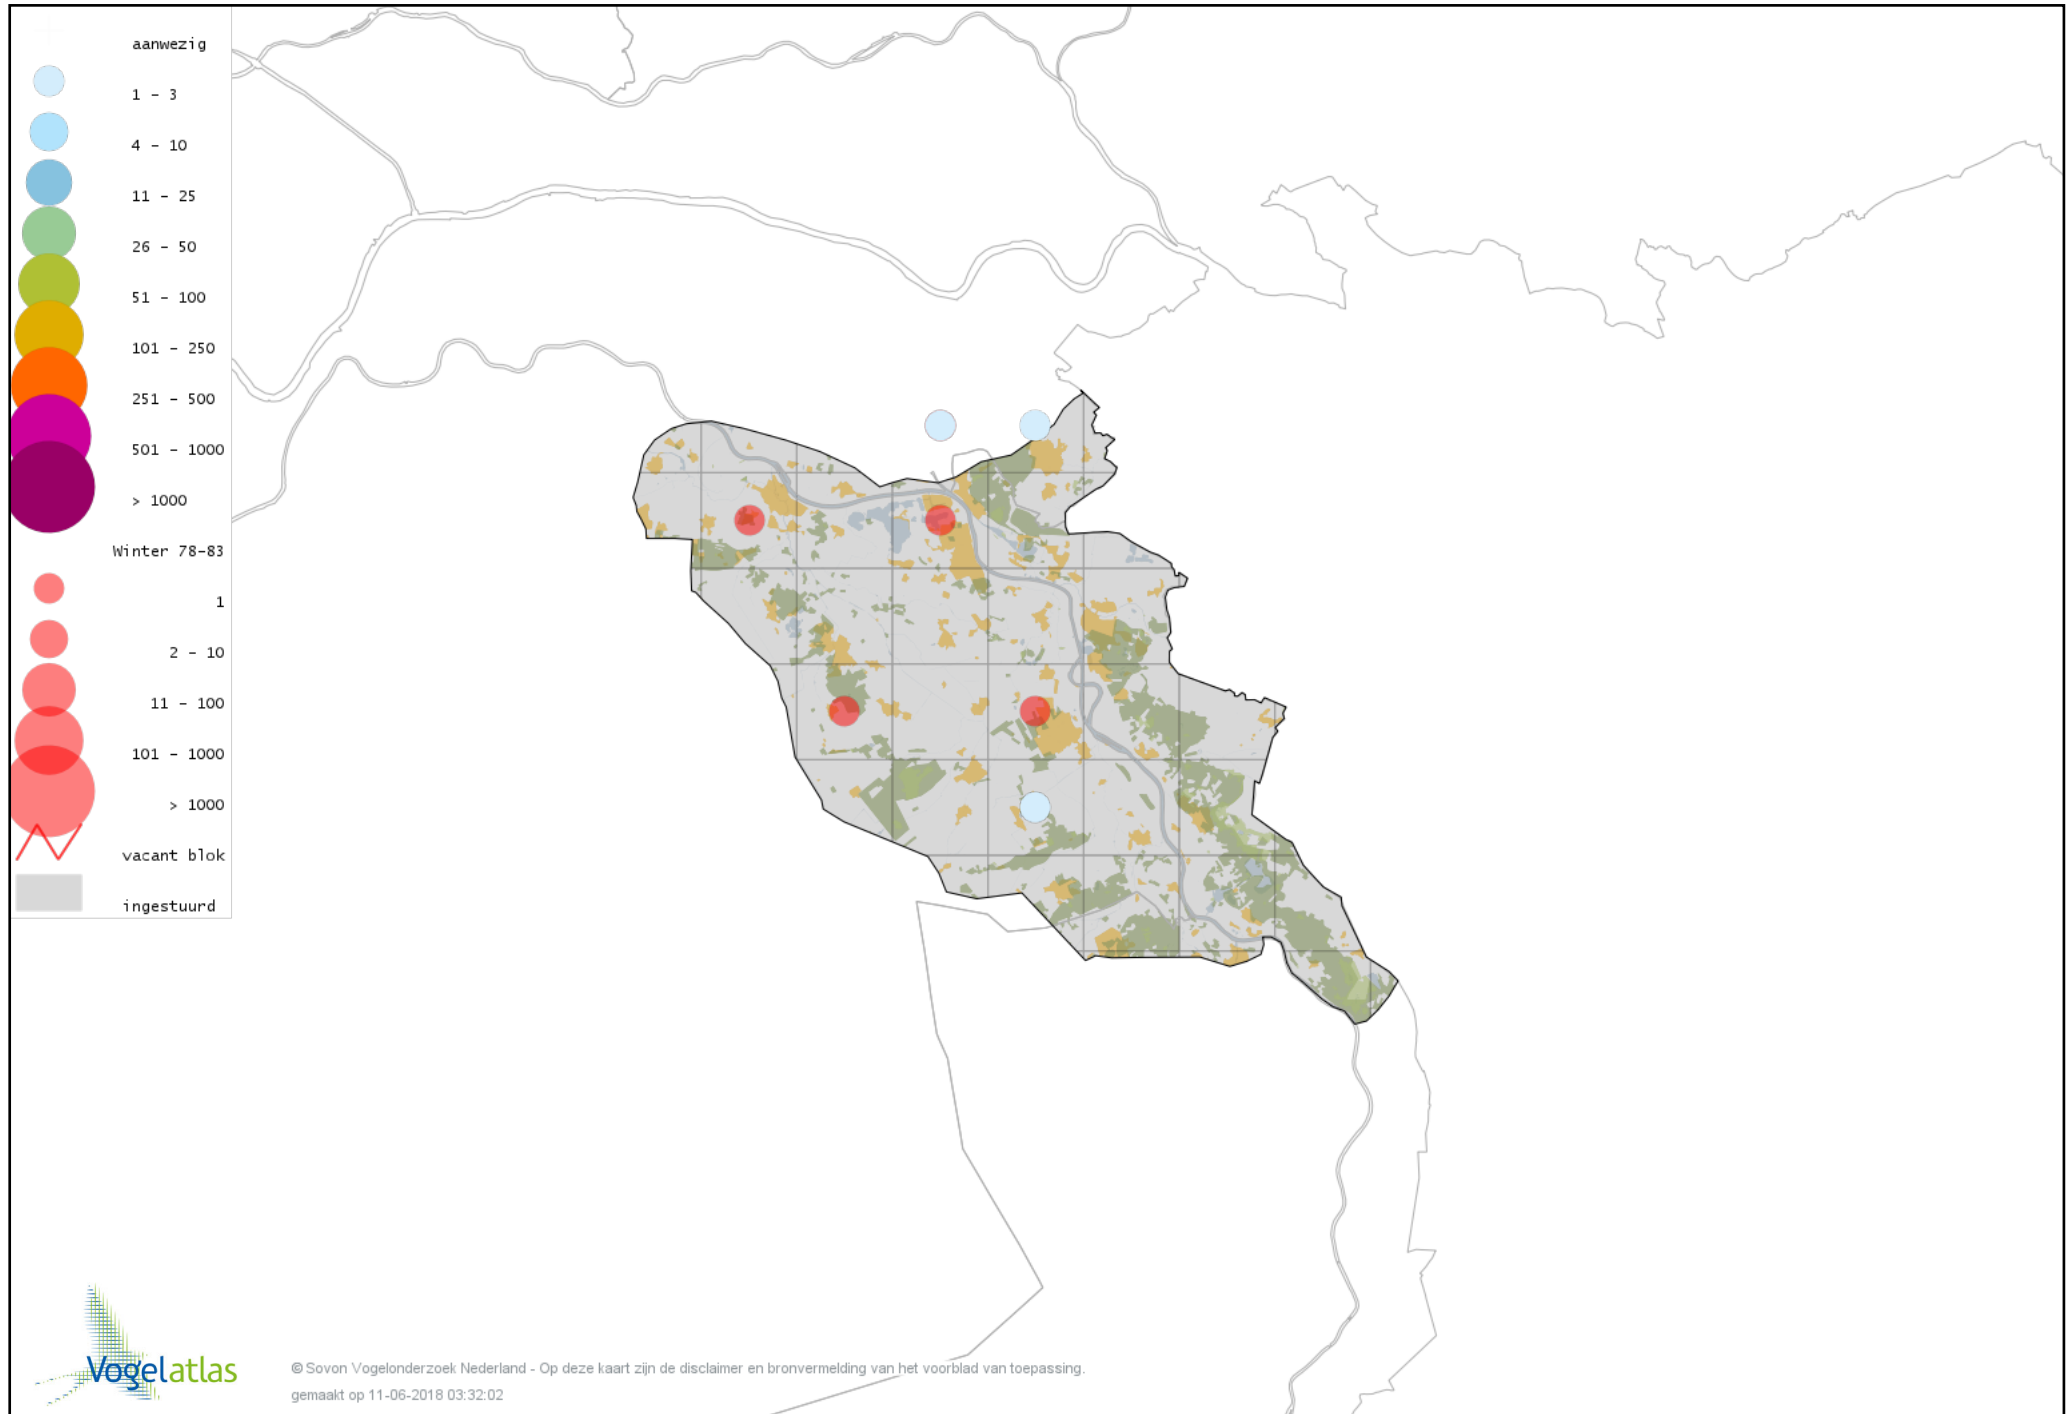 aanwezig
1 - 3
4 - 10
11 - 25
26 - 50
51 - 100
101 - 250
251 - 500
501 - 1000
> 1000
Winter 78-83
1
2 - 10
11 - 100
101 - 1000
> 1000
vacant blok
ingestuurd
Vogelatlas
© Sovon Vogelonderzoek Nederland - Op deze kaart zijn de disclaimer en bronvermelding van het voorblad van toepassing.
gemaakt op 11-06-2018 03:32:02